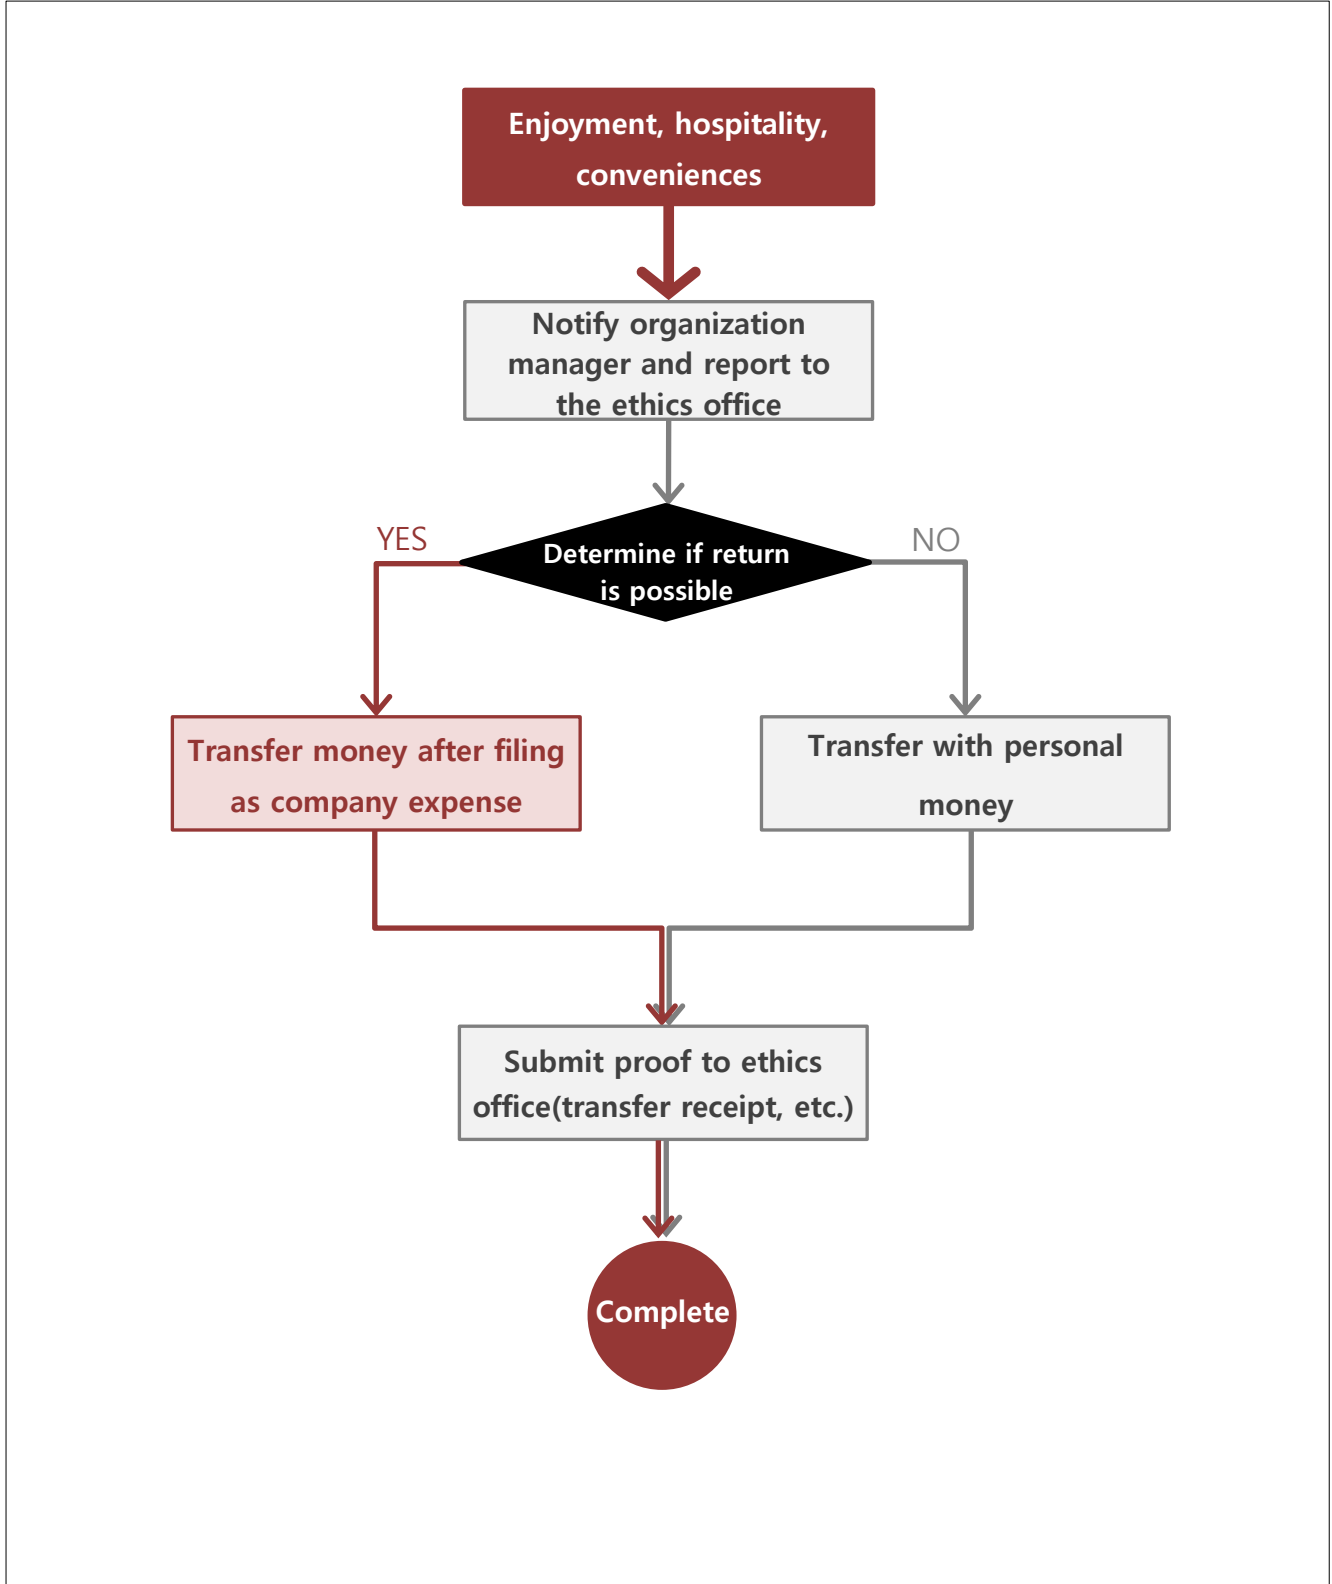 Enjoyment, hospitality,
conveniences
Notify organization
manager and report to
the ethics office
YES
NO
Determine if return
is possible
Transfer money after filing
as company expense
Transfer with personal
money
Submit proof to ethics
office(transfer receipt, etc.)
Complete